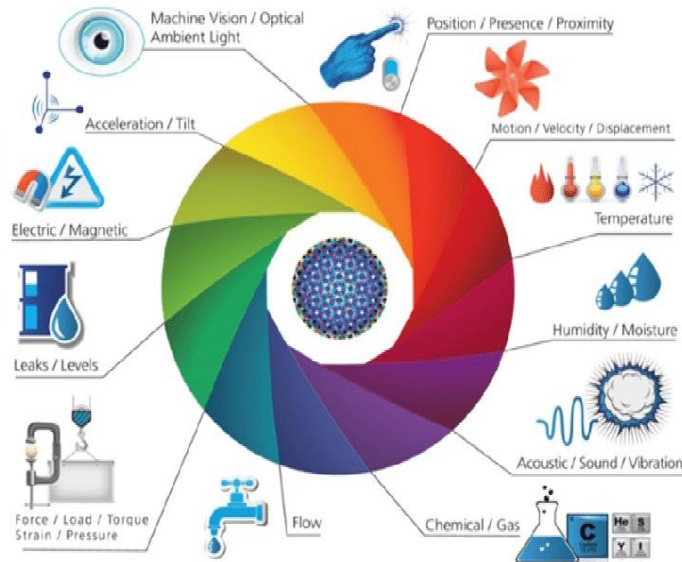 Machine Vision / Optical
Ambient Light
Position / Presence / Proximity
Acceleration / Tilt
Motion / Velocity / Displacement
Electric / Magnetic
Temperature
Leaks / Levels
Humidity / Moisture
Acoustic / Sound / Vibration
Force / Load / Torque
Strain / Pressure
Flow
Chemical / Gas
C
He
S
Y
I